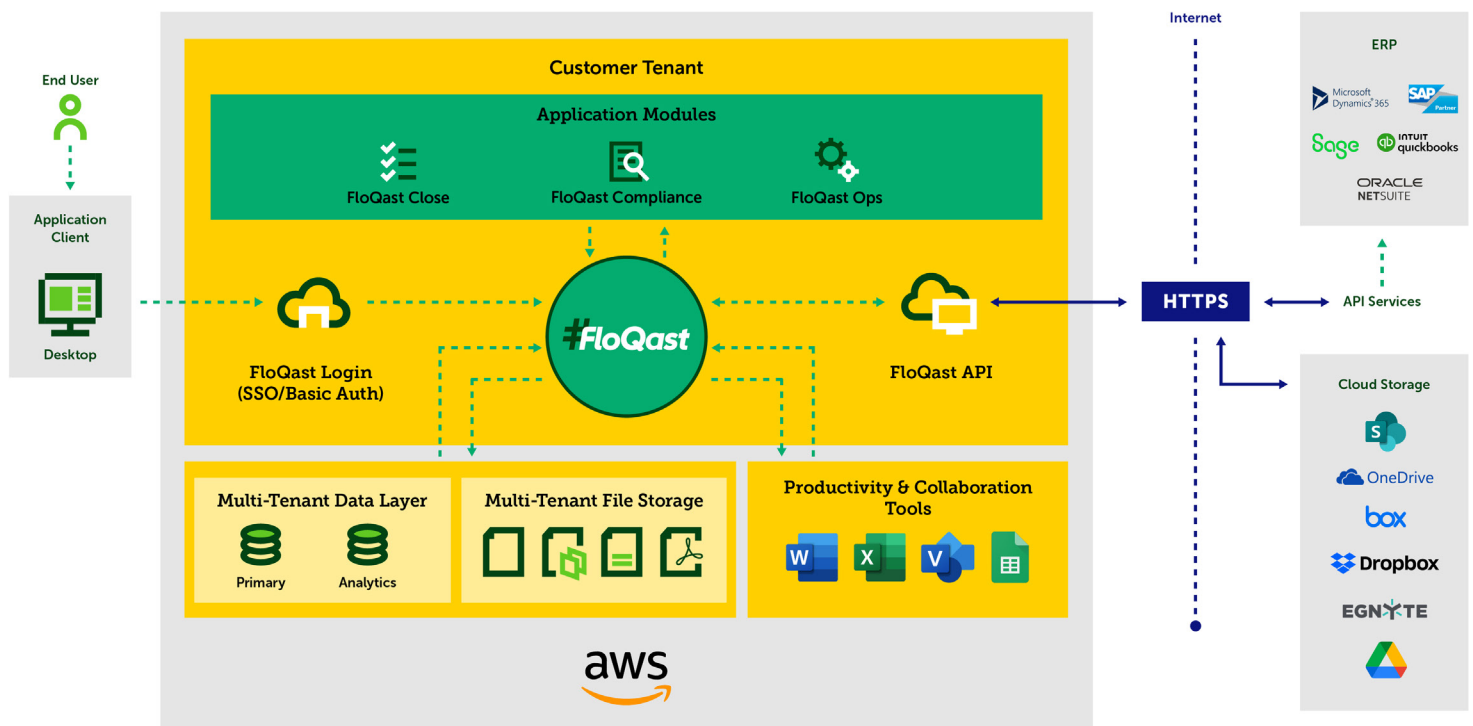 End User
Application
Client
Desktop
Customer Tenant
Application Modules
FloQast Close
FloQast Compliance
FloQast Ops
FloQast Login
(SSO/Basic Auth)
#FloQast
FloQast API
Multi-Tenant Data Layer
Primary
Analytics
Multi-Tenant File Storage
Productivity & Collaboration
Tools
W
X
V
aws
Internet
HTTPS
ERP
Microsoft
Dynamics 365
SAP
Partner
Sage
qb
INTUIT
quickbooks
ORACLE
NETSUITE
API Services
Cloud Storage
S
OneDrive
box
Dropbox
EGNYTE